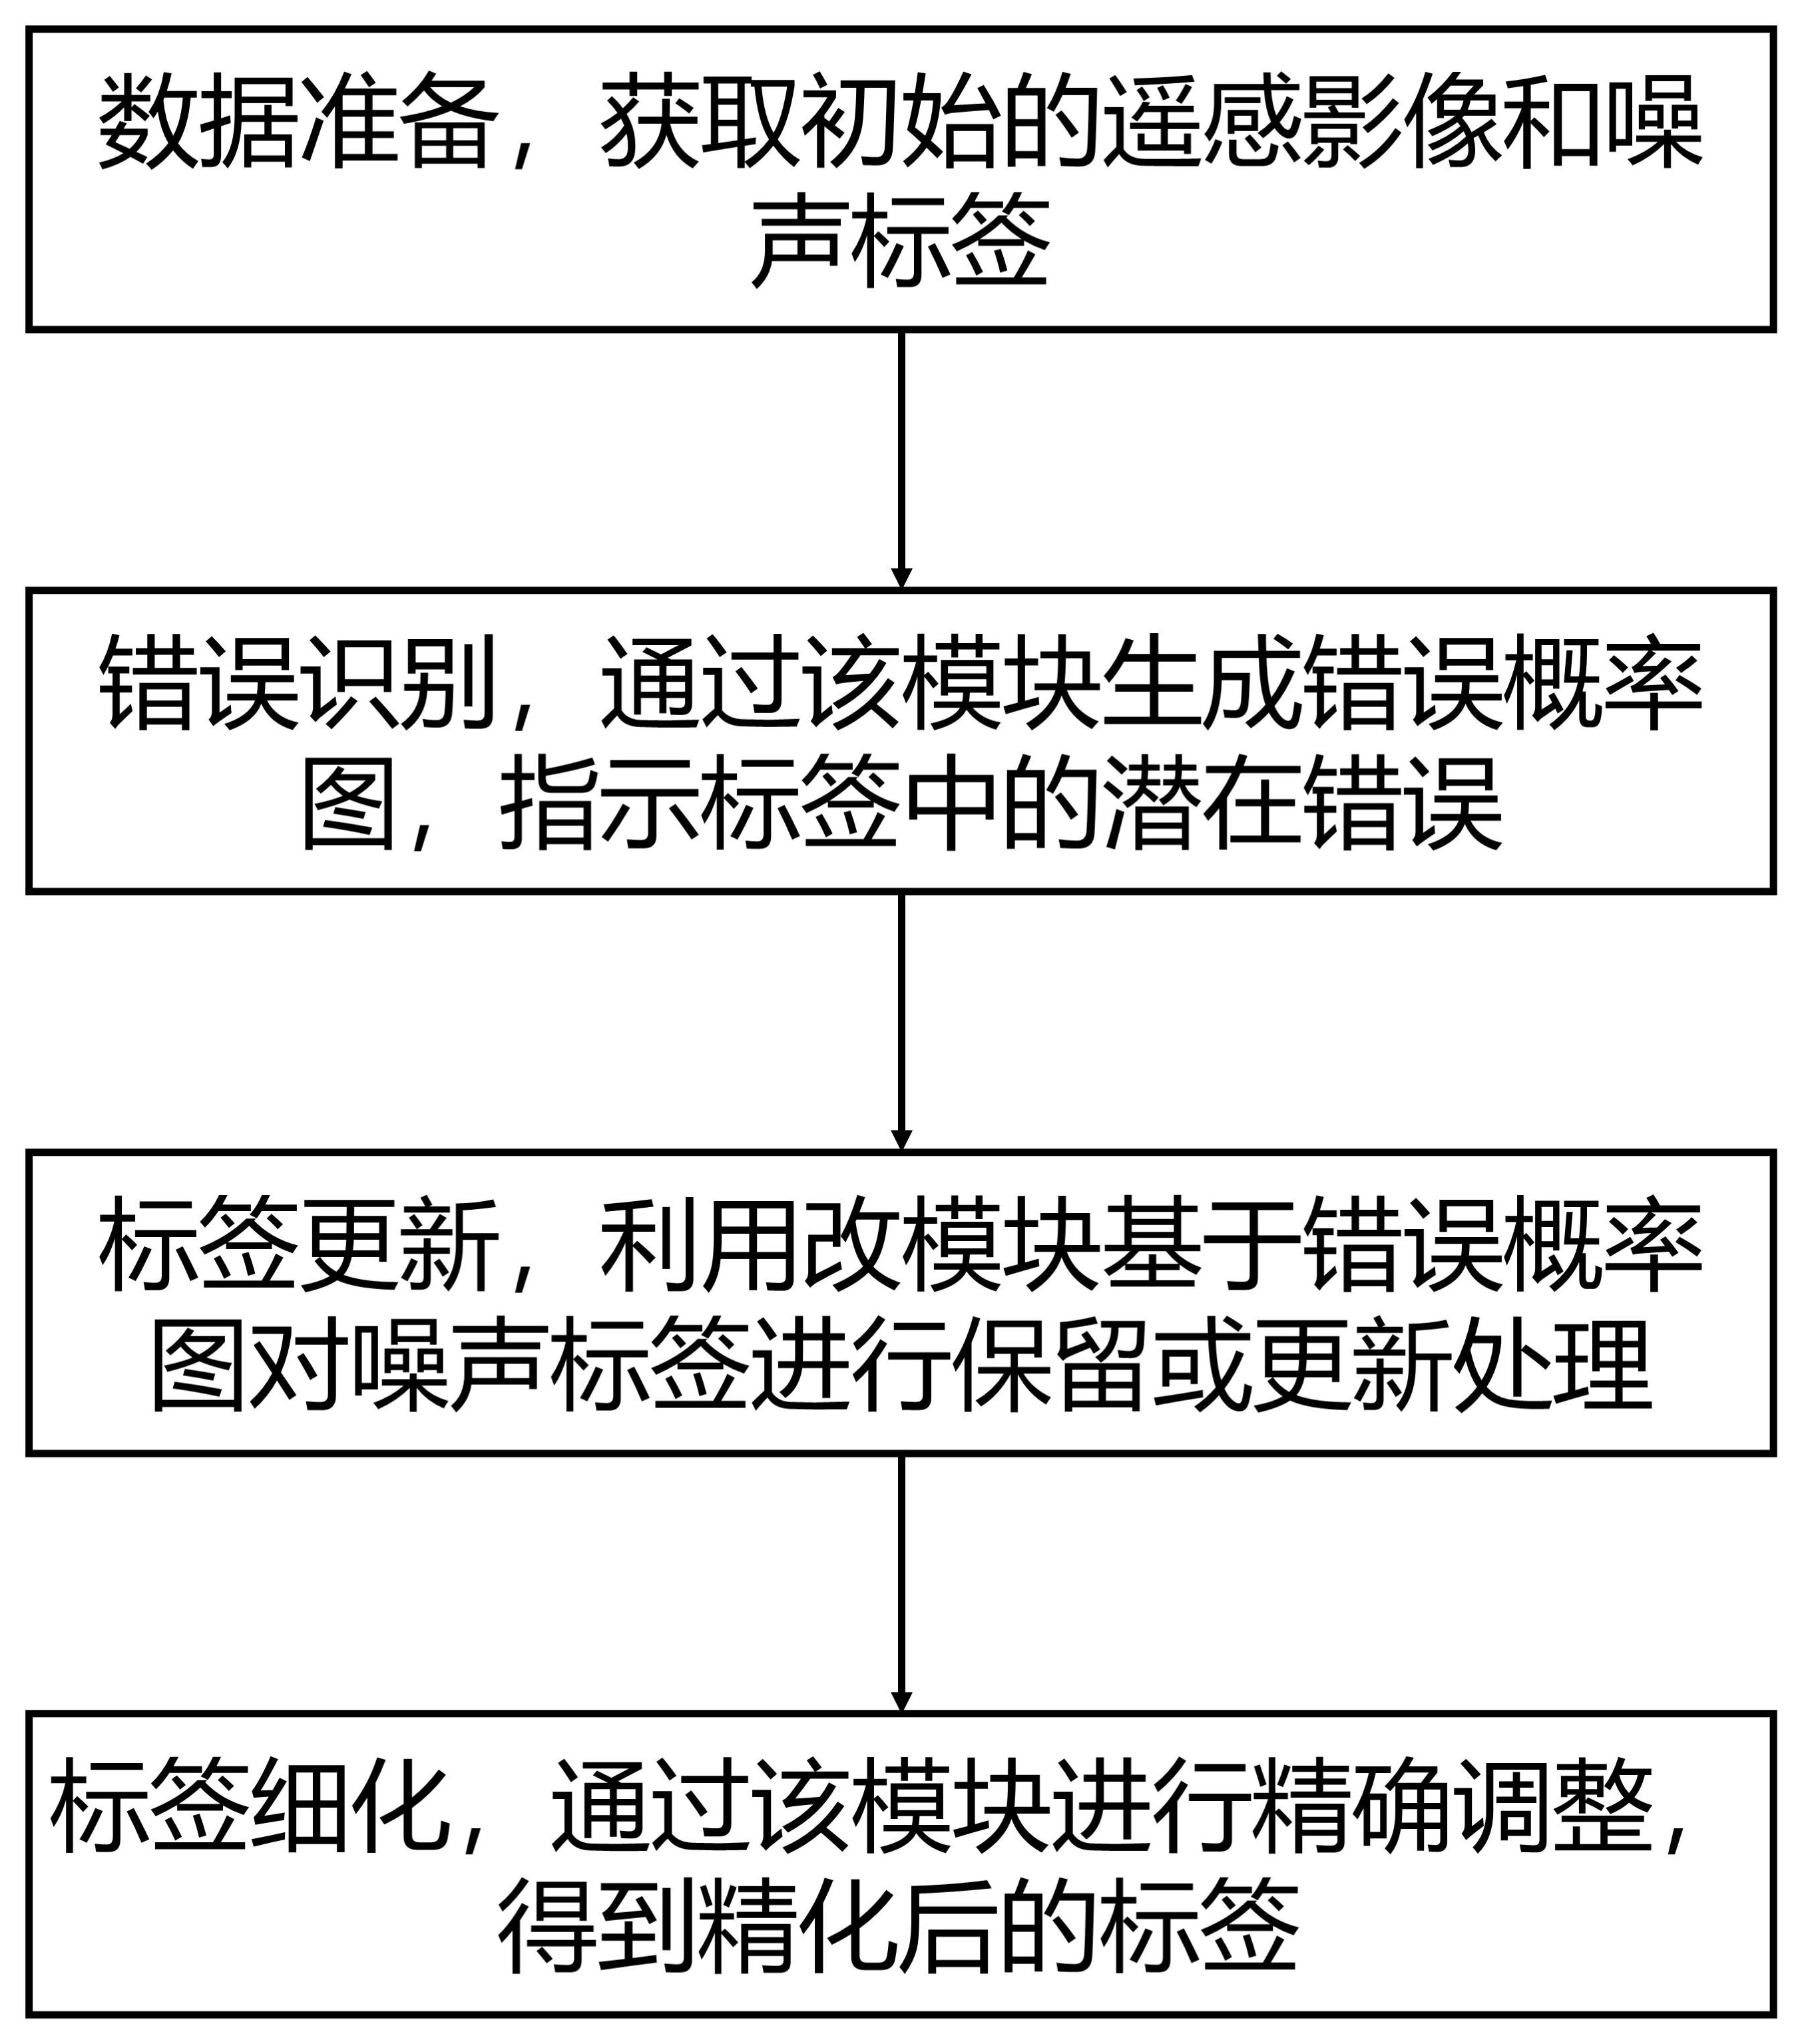 数据准备，获取初始的遥感影像和噪
声标签
错误识别，通过该模块生成错误概率
图，指示标签中的潜在错误
标签更新，利用改模块基于错误概率
图对噪声标签进行保留或更新处理
标签细化，通过该模块进行精确调整，
得到精化后的标签